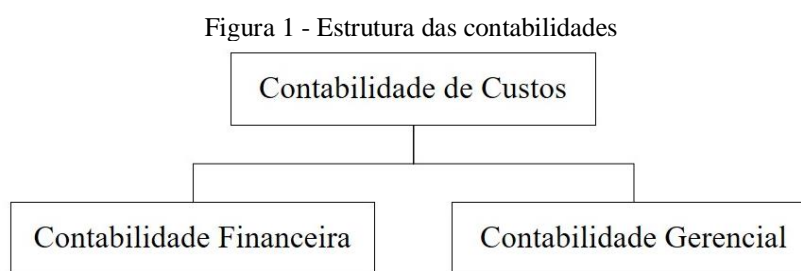 Figura 1 - Estrutura das contabilidades
Contabilidade de Custos
Contabilidade Financeira
Contabilidade Gerencial